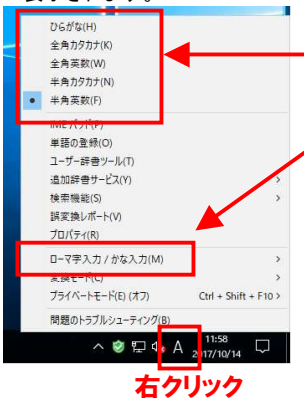 ひらがな(H)
全角カタカナ(K)
全角英数(W)
半角カタカナ(N)
半角英数(F)
IMEパッド(P)
単語の登録(O)
ユーザー辞書ツール(T)
追加辞書サービス(Y)
検索機能(S)
誤変換レポート(V)
プロパティ(R)
ローマ字入力 / かな入力(M)
変換モード(C)
プライベートモード(E) (オフ) Ctrl + Shift + F10
問題のトラブルシューティング(B)
A
11:58
2017/10/14
右クリック